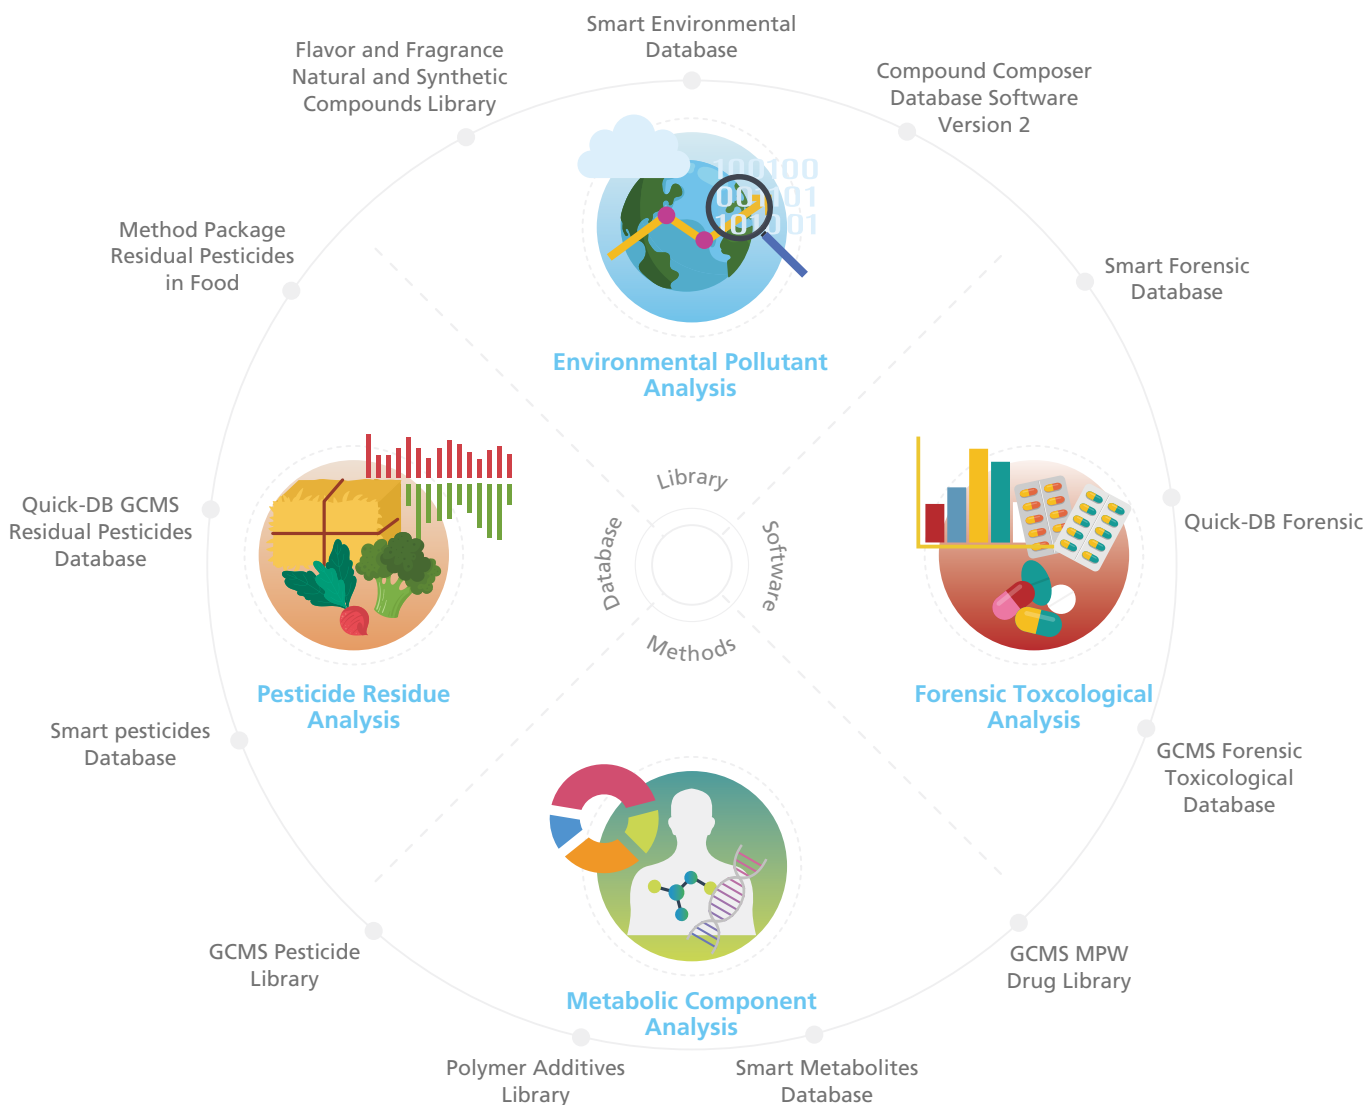 Smart Environmental
Database
Flavor and Fragrance
Natural and Synthetic
Compounds Library
Compound Composer
Database Software
Version 2
100100
001101
101001
Method Package
Residual Pesticides
in Food
Smart Forensic
Database
Environmental Pollutant
Analysis
Library
Database
Software
Methods
Quick-DB GCMS
Residual Pesticides
Database
Quick-DB Forensic
Pesticide Residue
Analysis
Forensic Toxcological
Analysis
Smart pesticides
Database
GCMS Forensic
Toxicological
Database
GCMS Pesticide
Library
GCMS MPW
Drug Library
Metabolic Component
Analysis
Polymer Additives
Library
Smart Metabolites
Database